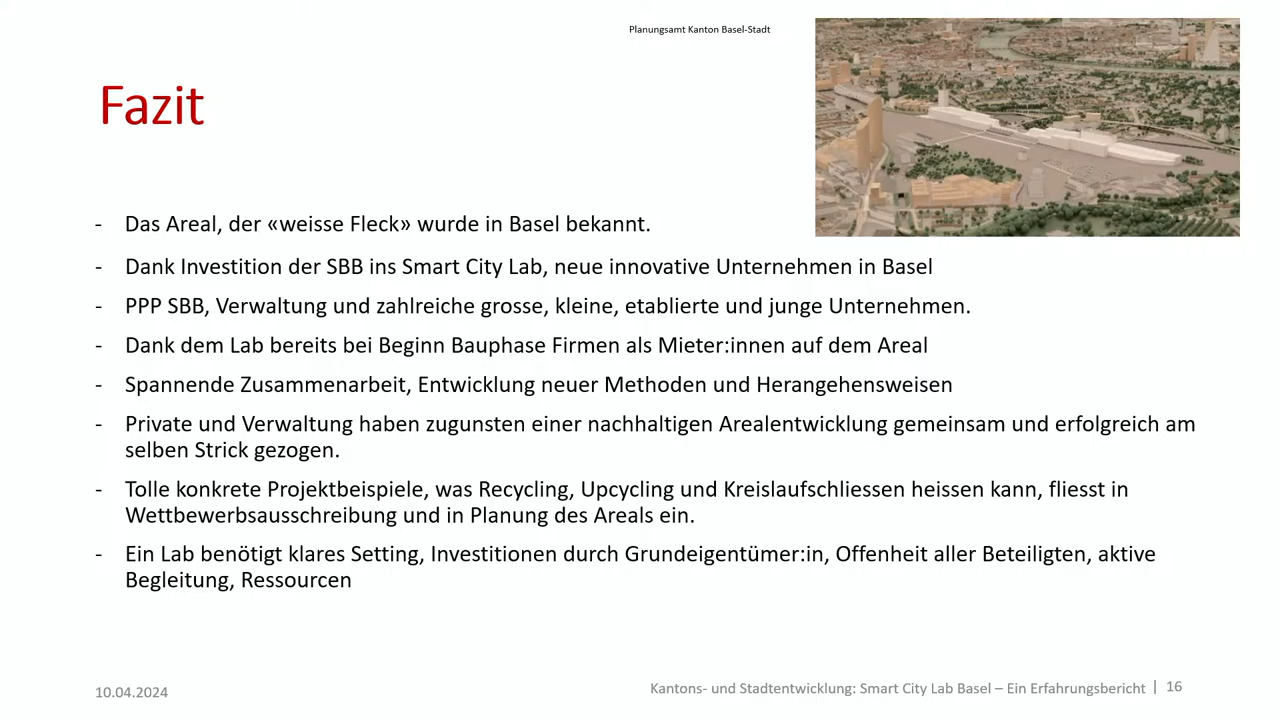 Planungsamt Kanton Basel-Stadt
Fazit
- Das Areal, der «weisse Fleck» wurde in Basel bekannt.
- Dank Investition der SBB ins Smart City Lab, neue innovative Unternehmen in Basel
- PPP SBB, Verwaltung und zahlreiche grosse, kleine, etablierte und junge Unternehmen.
- Dank dem Lab bereits bei Beginn Bauphase Firmen als Mieter:innen auf dem Areal
- Spannende Zusammenarbeit, Entwicklung neuer Methoden und Herangehensweisen
- Private und Verwaltung haben zugunsten einer nachhaltigen Arealentwicklung gemeinsam und erfolgreich am
selben Strick gezogen.
- Tolle konkrete Projektbeispiele, was Recycling, Upcycling und Kreislaufschliessen heissen kann, fliesst in
Wettbewerbsausschreibung und in Planung des Areals ein.
- Ein Lab benötigt klares Setting, Investitionen durch Grundeigentümer:in, Offenheit aller Beteiligten, aktive
Begleitung, Ressourcen
10.04.2024
Kantons- und Stadtentwicklung: Smart City Lab Basel – Ein Erfahrungsbericht | 16